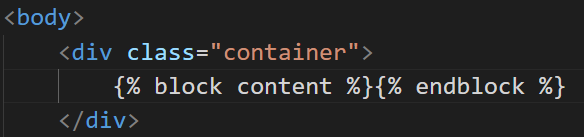 <body>
<div class="container">
{% block content %}{% endblock %}
</div>